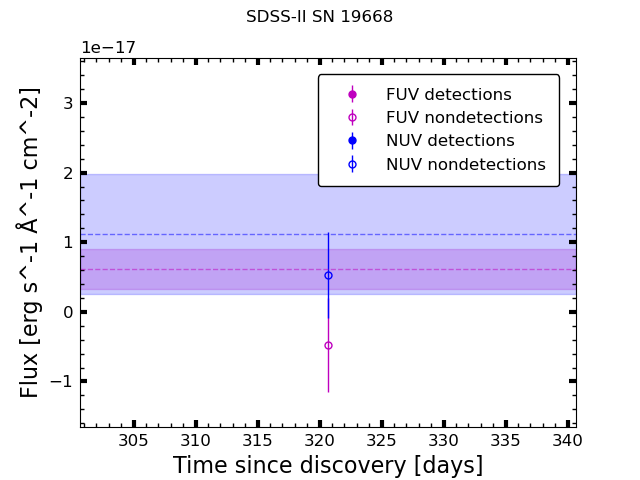 SDSS-II SN 19668
1e−17
FUV detections
FUV nondetections
NUV detections
NUV nondetections
3
2
1
0
−1
Flux [erg s^-1 Å^-1 cm^-2]
305 310 315 320 325 330 335 340
Time since discovery [days]